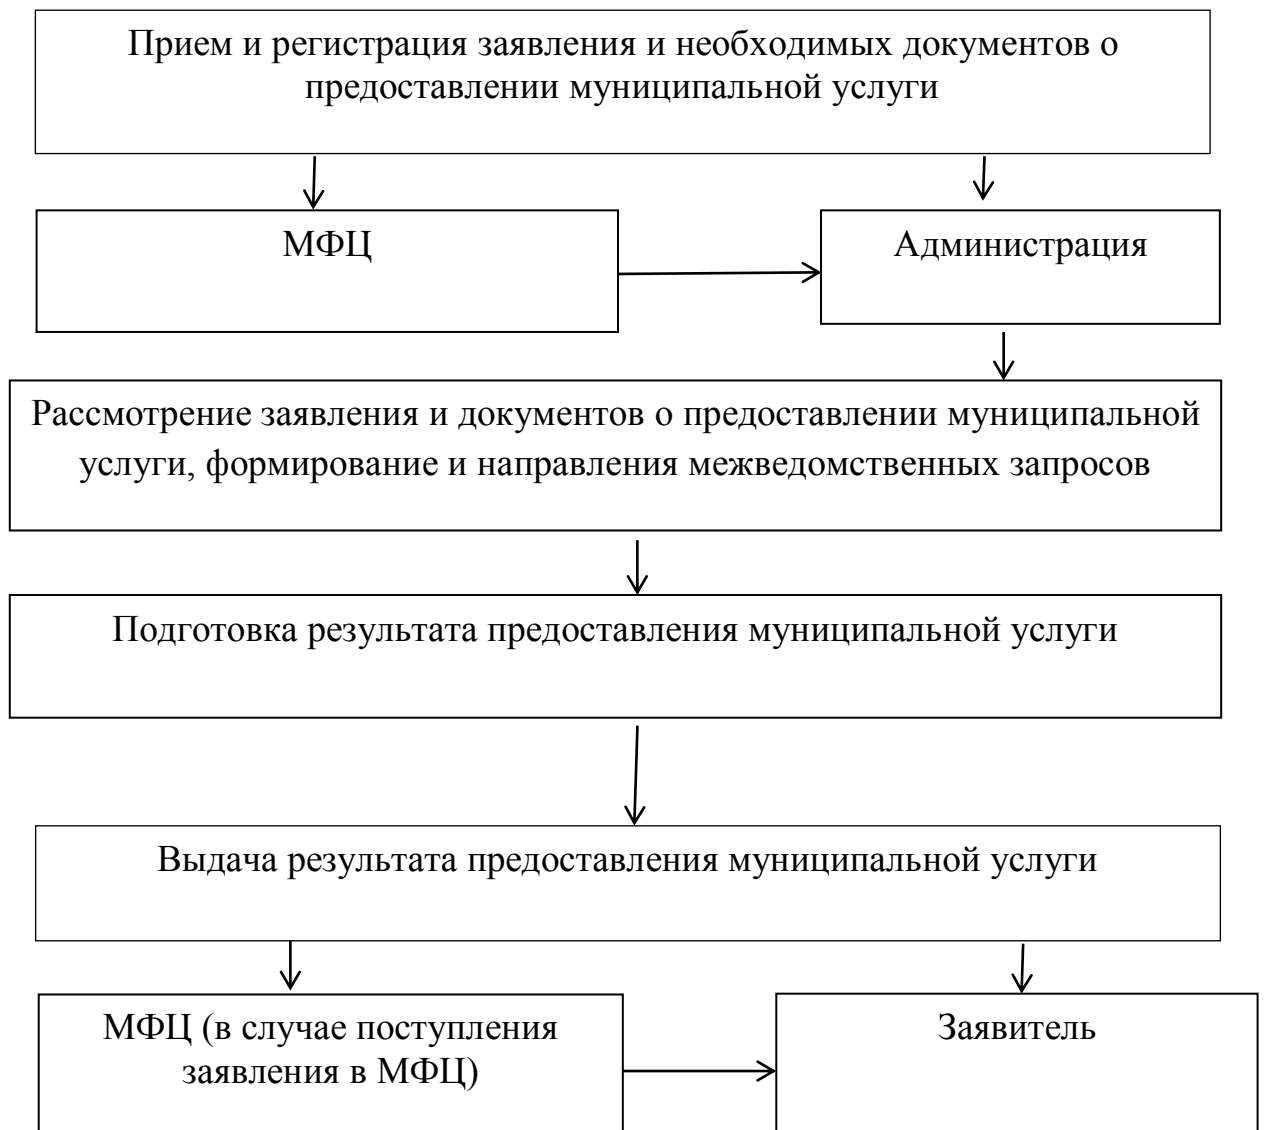 Прием и регистрация заявления и необходимых документов о
предоставлении муниципальной услуги
МФЦ
Администрация
Рассмотрение заявления и документов о предоставлении муниципальной
услуги, формирование и направления межведомственных запросов
Подготовка результата предоставления муниципальной услуги
Выдача результата предоставления муниципальной услуги
МФЦ (в случае поступления
заявления в МФЦ)
Заявитель